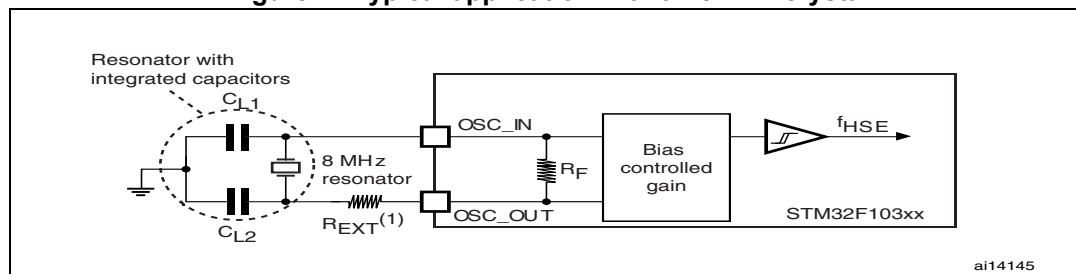 Resonator with
integrated capacitors
CL1
OSC_IN
fHSE
8 MHz
resonator
RF
Bias
controlled
gain
REXT(1)
OSC_OUT
STM32F103xx
CL2
ai14145